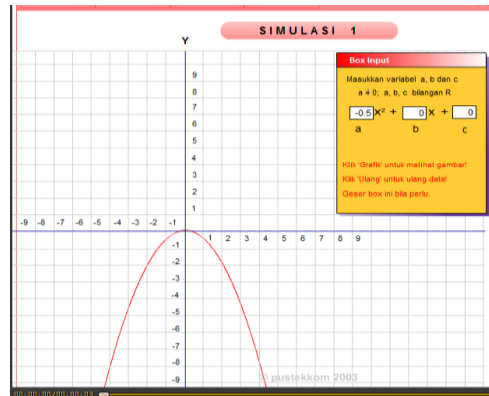 SIMULASI 1
Y
Box Input
Masukkan variabel a, b dan c
a ≠ 0; a, b, c bilangan R
-0.5 X² + 0 X + 0
a b c
Klik 'Grafik' untuk melihat gambar!
Klik 'Ulang' untuk ulang data!
Geser box ini bila perlu.
9
8
7
6
5
4
3
2
1
-9 -8 -7 -6 -5 -4 -3 -2 -1
1 2 3 4 5 6 7 8 9
-1
-2
-3
-4
-5
-6
-7
-8
-9
© pustekkom 2003